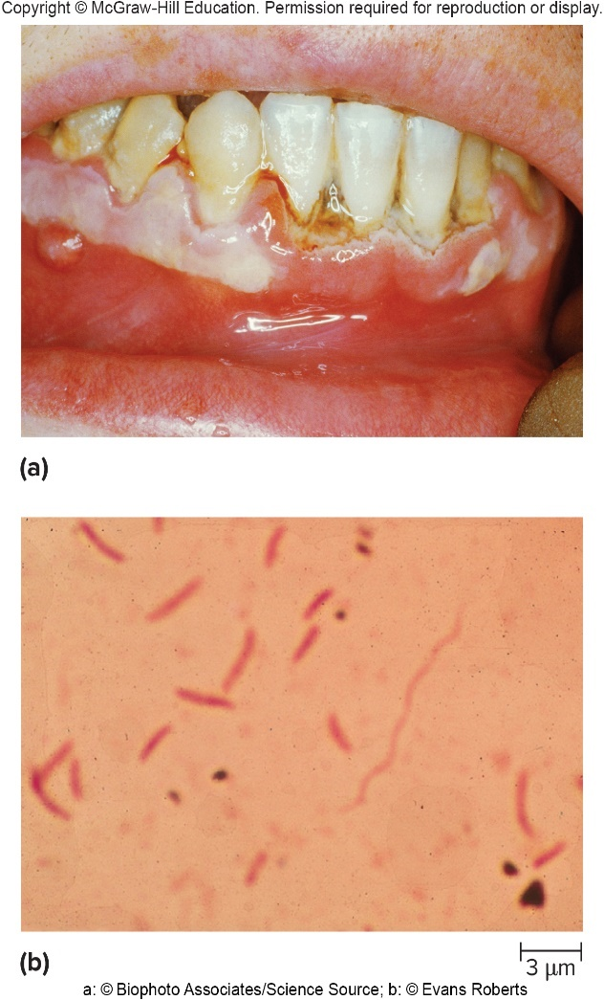 Copyright © McGraw-Hill Education. Permission required for reproduction or display.
(a)
(b)
3 μm
a: © Biophoto Associates/Science Source; b: © Evans Roberts